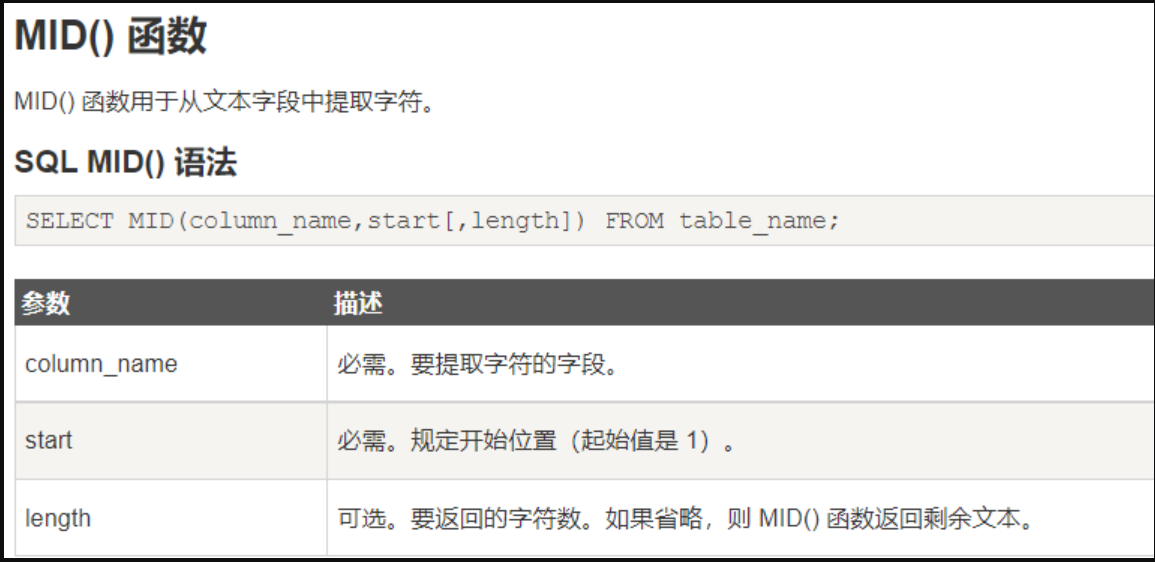 MID() 函数
MID() 函数用于从文本字段中提取字符。
SQL MID() 语法
SELECT MID(column_name,start[,length]) FROM table_name;
参数 描述
column_name 必需。要提取字符的字段。
start 必需。规定开始位置（起始值是 1）。
length 可选。要返回的字符数。如果省略，则 MID() 函数返回剩余文本。